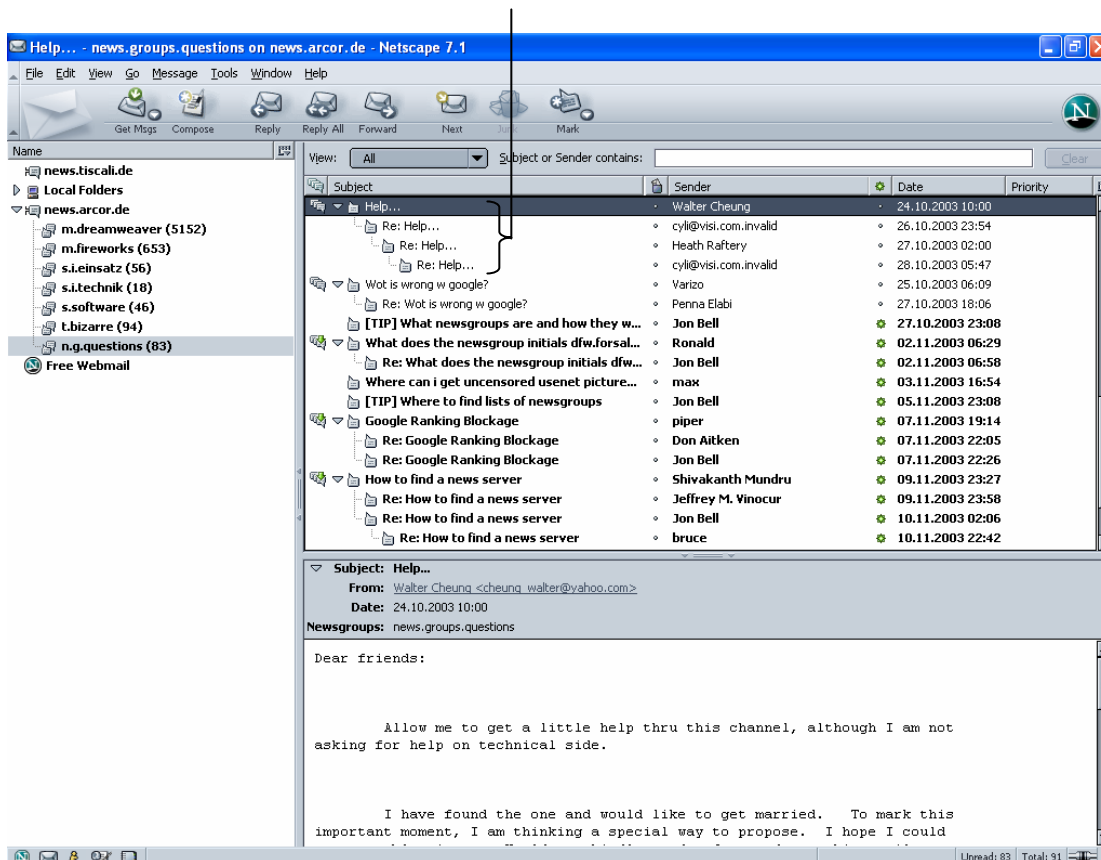 Help... - news.groups.questions on news.arcor.de - Netscape 7.1
File Edit View Go Message Tools Window Help
Get Msgs Compose Reply Reply All Forward Next Junk Mark
N
Name
news.tiscali.de
Local Folders
news.arcor.de
m.dreamweaver (5152)
m.fireworks (653)
s.i.einsatz (56)
s.i.technik (18)
s.software (46)
t.bizarre (94)
n.g.questions (83)
Free Webmail
View: All Subject or Sender contains: Clear
Subject Sender Date Priority
Help... Walter Cheung 24.10.2003 10:00
Re: Help... cyli@visi.com.invalid 26.10.2003 23:54
Re: Help... Heath Raftery 27.10.2003 02:00
Re: Help... cyli@visi.com.invalid 28.10.2003 05:47
Wot is wrong w google? Varizo 25.10.2003 06:09
Re: Wot is wrong w google? Penna Elabi 27.10.2003 18:06
[TIP] What newsgroups are and how they w... Jon Bell 27.10.2003 23:08
What does the newsgroup initials dfw.forsal... Ronald 02.11.2003 06:29
Re: What does the newsgroup initials dfw... Jon Bell 02.11.2003 06:58
Where can i get uncensored usenet picture... max 03.11.2003 16:54
[TIP] Where to find lists of newsgroups Jon Bell 05.11.2003 23:08
Google Ranking Blockage piper 07.11.2003 19:14
Re: Google Ranking Blockage Don Aitken 07.11.2003 22:05
Re: Google Ranking Blockage Jon Bell 07.11.2003 22:26
How to find a news server Shivakanth Mundru 09.11.2003 23:27
Re: How to find a news server Jeffrey M. Vinocur 09.11.2003 23:58
Re: How to find a news server Jon Bell 10.11.2003 02:06
Re: How to find a news server bruce 10.11.2003 22:42
Subject: Help...
From: Walter Cheung <cheung_walter@yahoo.com>
Date: 24.10.2003 10:00
Newsgroups: news.groups.questions
Dear friends:
Allow me to get a little help thru this channel, although I am not
asking for help on technical side.
I have found the one and would like to get married. To mark this
important moment, I am thinking a special way to propose. I hope I could
Unread: 83 Total: 91